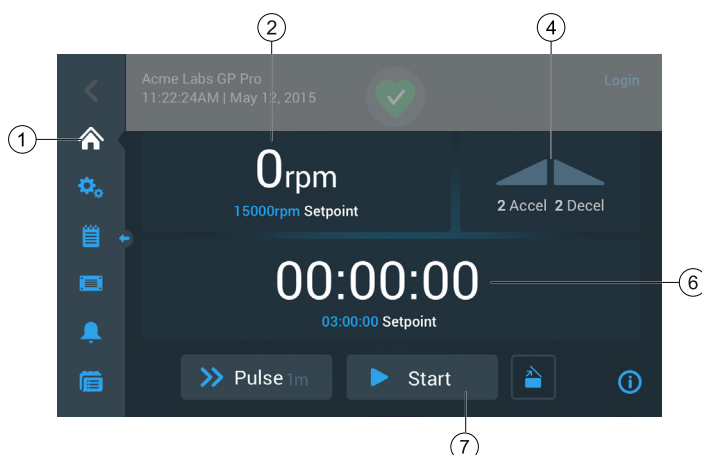 2
4
Acme Labs GP Pro
Login
11:22:24AM | May 12, 2015
1
0rpm
15000rpm Setpoint
2 Accel 2 Decel
00:00:00
6
03:00:00 Setpoint
Pulse 1m
Start
7